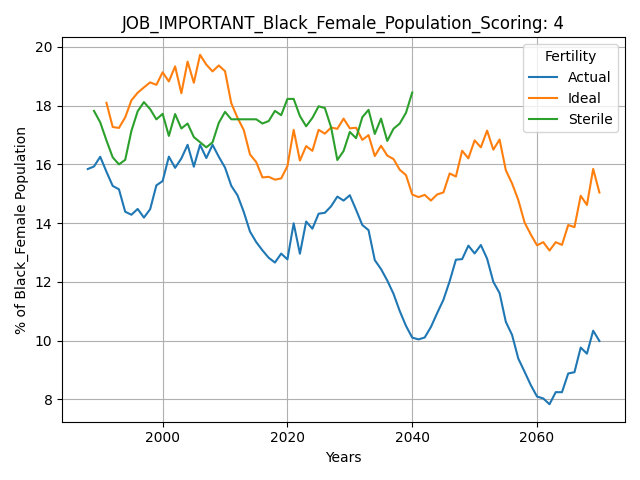 JOB_IMPORTANT_Black_Female_Population_Scoring: 4
Fertility
Actual
Ideal
Sterile
% of Black_Female Population
20
18
16
14
12
10
8
2000 2020 2040 2060
Years